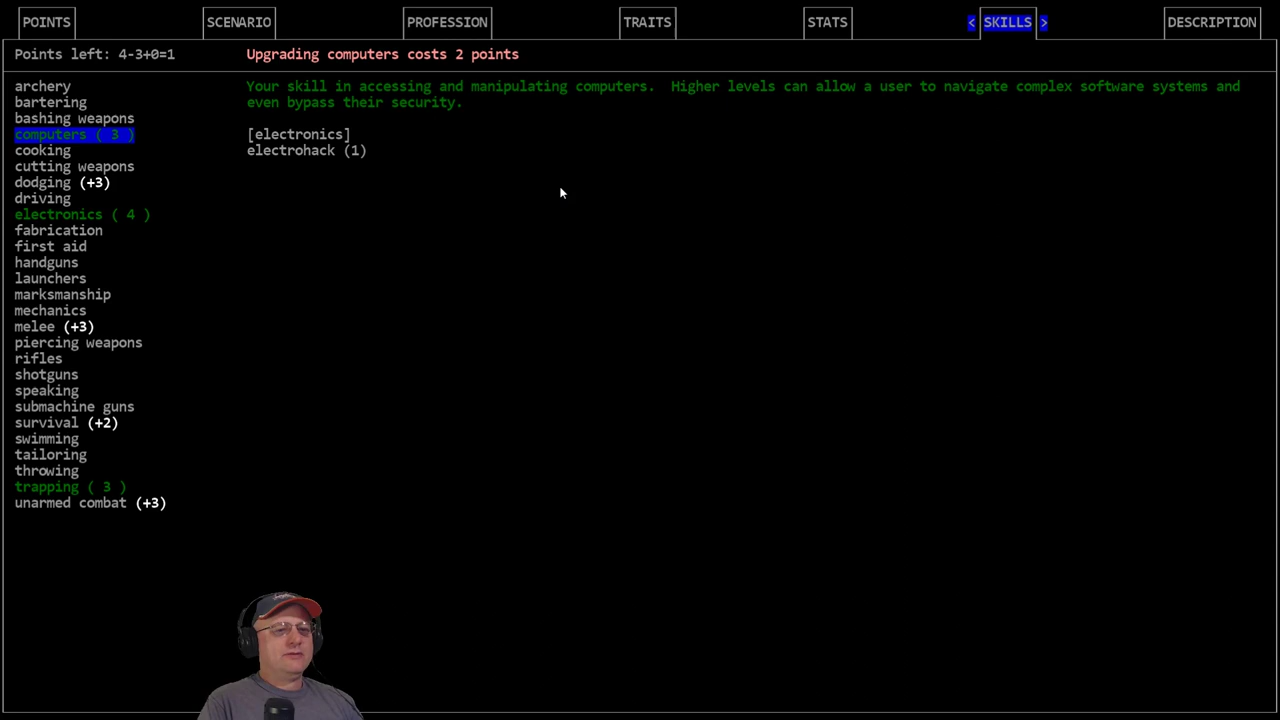 POINTS SCENARIO PROFESSION TRAITS STATS < SKILLS > DESCRIPTION
Points left: 4-3+0=1 Upgrading computers costs 2 points
archery
bartering
bashing weapons
computers ( 3 )
cooking
cutting weapons
dodging (+3)
driving
electronics ( 4 )
fabrication
first aid
handguns
launchers
marksmanship
mechanics
melee (+3)
piercing weapons
rifles
shotguns
speaking
submachine guns
survival (+2)
swimming
tailoring
throwing
trapping ( 3 )
unarmed combat (+3)
Your skill in accessing and manipulating computers. Higher levels can allow a user to navigate complex software systems and
even bypass their security.
[electronics]
electrohack (1)